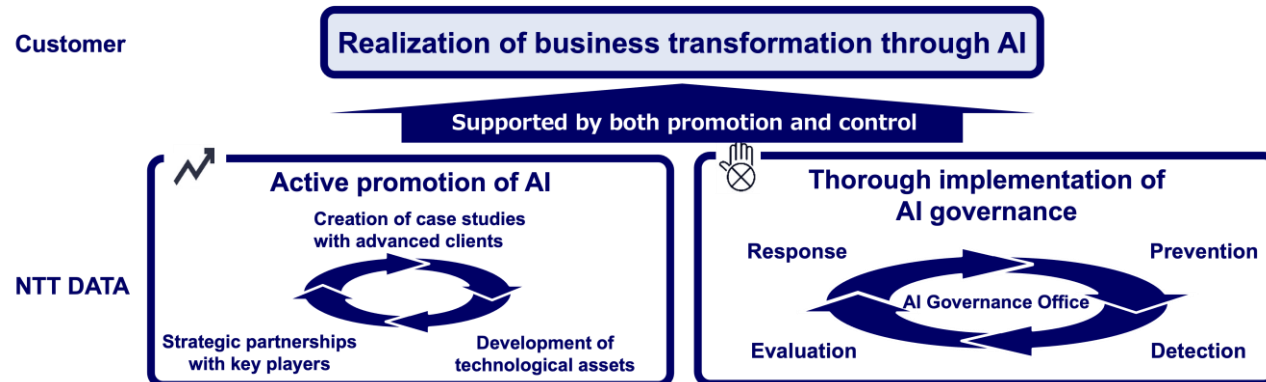 Customer
Realization of business transformation through AI
Supported by both promotion and control
NTT DATA
Active promotion of AI
Creation of case studies
with advanced clients
Strategic partnerships
with key players
Development of
technological assets
Thorough implementation of
AI governance
Response
Prevention
AI Governance Office
Evaluation
Detection